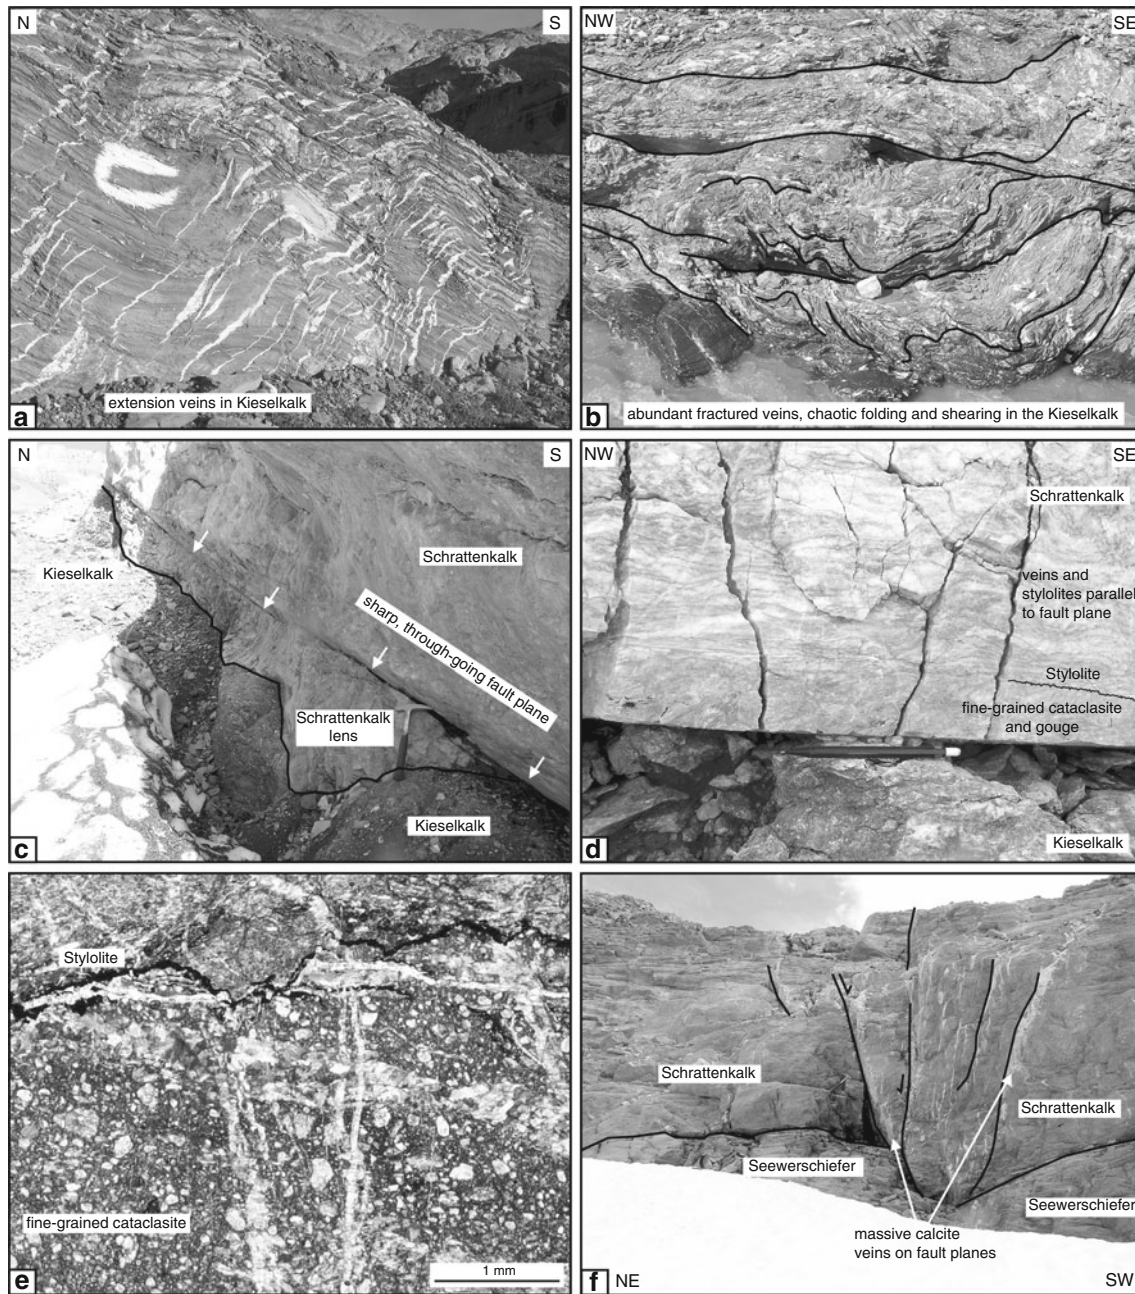 N S
extension veins in Kieselkalk
a
NW SE
abundant fractured veins, chaotic folding and shearing in the Kieselkalk
b
N S
Kieselkalk
Schrattenkalk
sharp, through-going fault plane
Schrattenkalk
lens
Kieselkalk
c
NW SE
Schrattenkalk
veins and
stylolites parallel
to fault plane
Stylolite
fine-grained cataclasite
and gouge
Kieselkalk
d
Stylolite
fine-grained cataclasite
1 mm
e
Schrattenkalk
Schrattenkalk
Seewerschiefer
Seewerschiefer
massive calcite
veins on fault planes
f NE SW